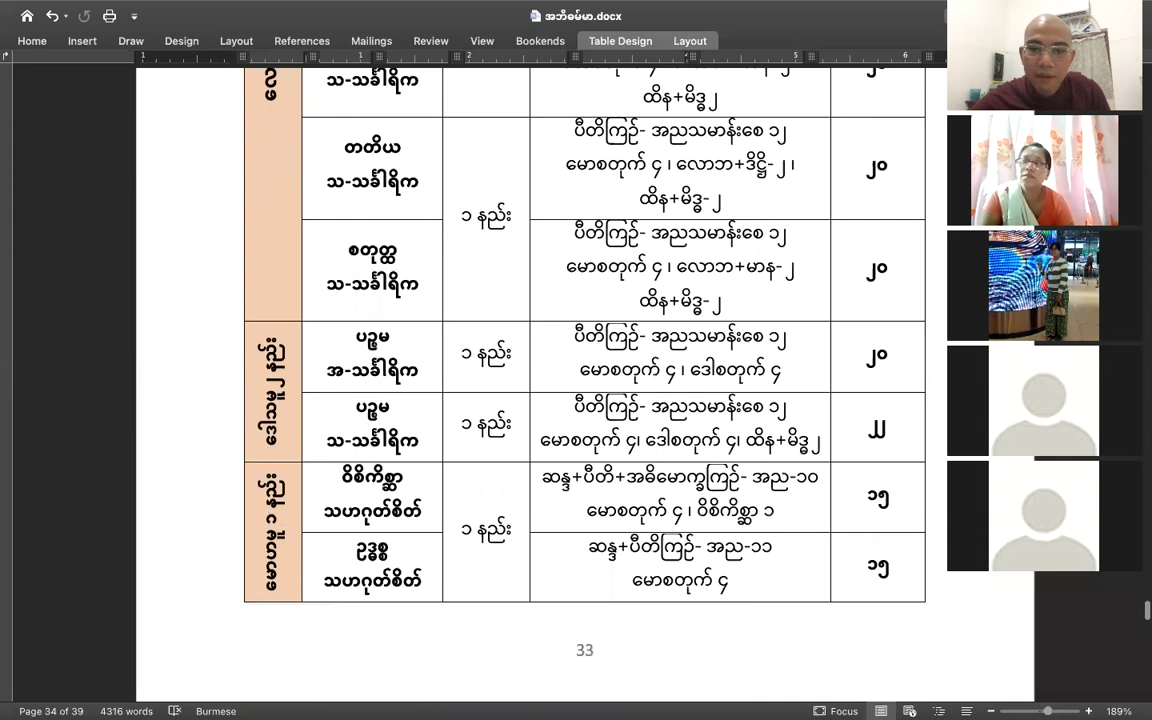 အဘိဓမ်မာ.docx
Home Insert Draw Design Layout References Mailings Review View Bookends Table Design Layout
1 1 2 5 6
သ-သင်္ခါရိက
ထိန+မိဒ္ဓ၂
တတိယ
သ-သင်္ခါရိက
၁ နည်း
ပီတိကြဉ်- အညသမာန်းစေ ၁၂
မောစတုက် ၄ ၊ လောဘ+ဒိဋ္ဌိ-၂ ၊
ထိန+မိဒ္ဓ-၂
၂၀
စတုတ္ထ
သ-သင်္ခါရိက
ပီတိကြဉ်- အညသမာန်းစေ ၁၂
မောစတုက် ၄ ၊ လောဘ+မာန-၂
ထိန+မိဒ္ဓ-၂
၂၀
ဒေါသမူ၂ နည်း
ပဉ္စမ
အ-သင်္ခါရိက
၁ နည်း
ပီတိကြဉ်- အညသမာန်းစေ ၁၂
မောစတုက် ၄ ၊ ဒေါစတုက် ၄
၂၀
ပဉ္စမ
သ-သင်္ခါရိက
၁ နည်း
ပီတိကြဉ်- အညသမာန်းစေ ၁၂
မောစတုက် ၄၊ ဒေါစတုက် ၄၊ ထိန+မိဒ္ဓ၂
၂၂
မောဟမူ ၁ နည်း
ဝိစိကိစ္ဆာ
သဟဂုတ်စိတ်
၁ နည်း
ဆန္ဒ+ပီတိ+အဓိမောက္ခကြဉ်- အည-၁၀
မောစတုက် ၄ ၊ ဝိစိကိစ္ဆာ ၁
၁၅
ဥဒ္ဓစ္စ
သဟဂုတ်စိတ်
ဆန္ဒ+ပီတိကြဉ်- အည-၁၁
မောစတုက် ၄
၁၅
33
Page 34 of 39 4316 words Burmese Focus 189%